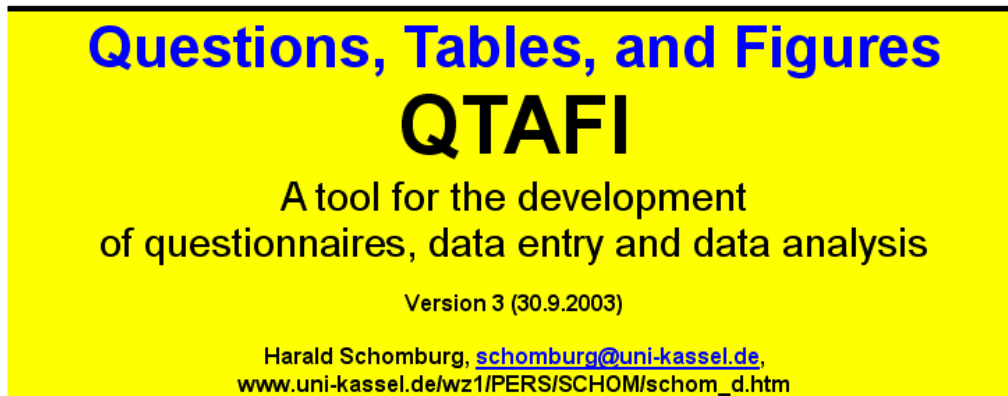 Questions, Tables, and Figures
QTAFI
A tool for the development
of questionnaires, data entry and data analysis
Version 3 (30.9.2003)
Harald Schomburg, schomburg@uni-kassel.de,
www.uni-kassel.de/wz1/PERS/SCHOM/schom_d.htm